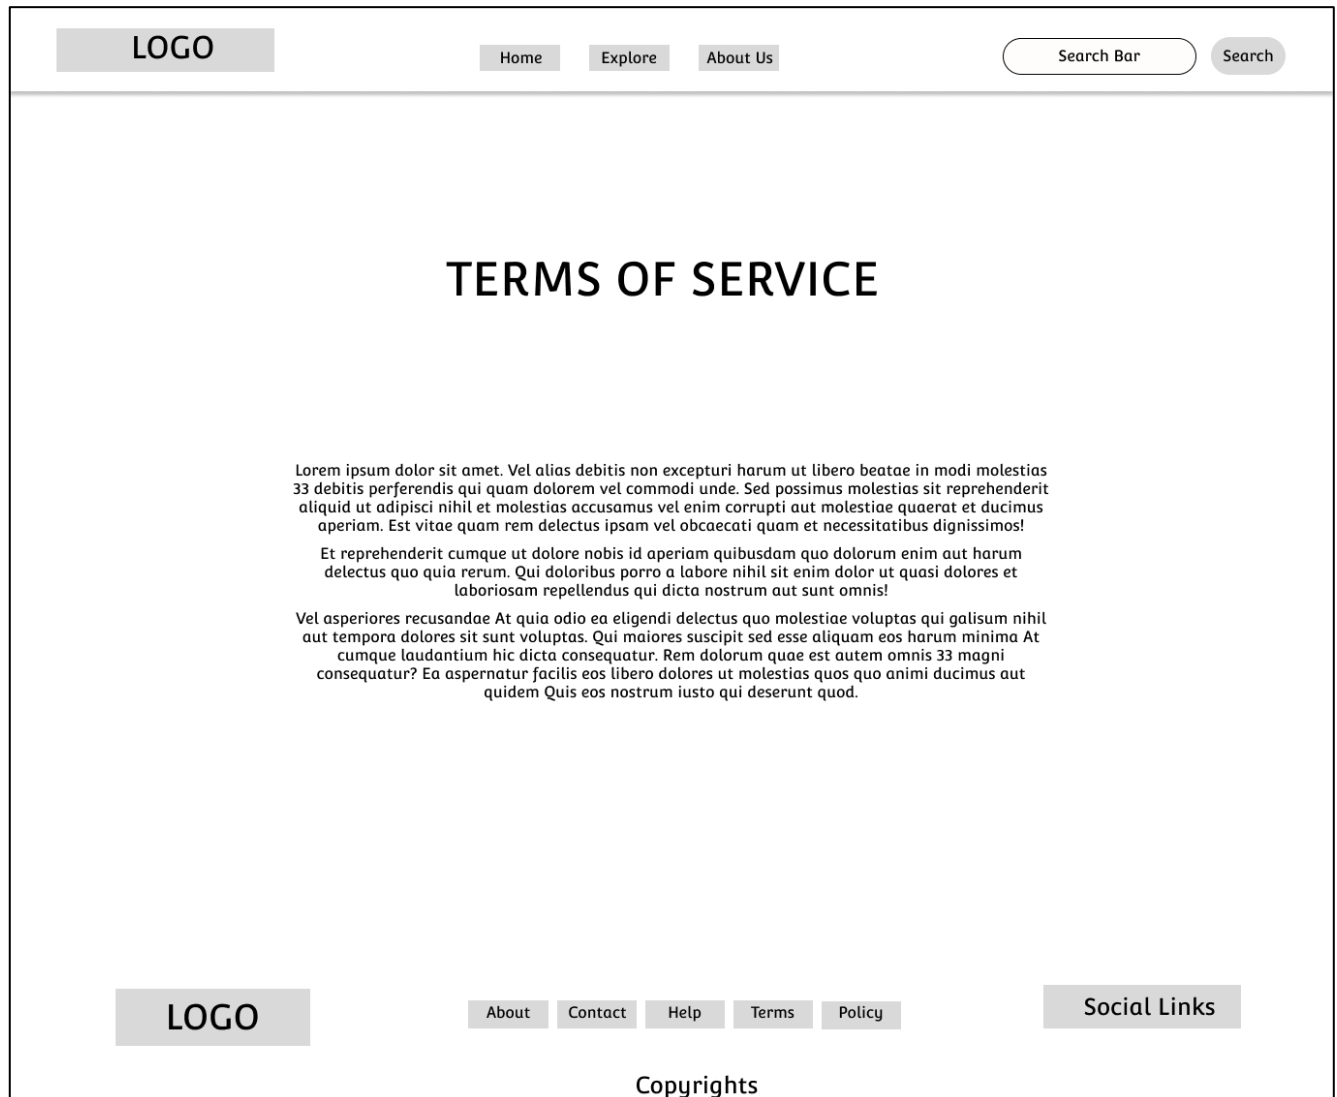 LOGO
Home
Explore
About Us
Search Bar
Search
TERMS OF SERVICE
Lorem ipsum dolor sit amet. Vel alias debitis non excepturi harum ut libero beatae in modi molestias
33 debitis perferendis qui quam dolorem vel commodi unde. Sed possimus molestias sit reprehenderit
aliquid ut adipisci nihil et molestias accusamus vel enim corrupti aut molestiae quaerat et ducimus
aperiam. Est vitae quam rem delectus ipsam vel obcaecati quam et necessitatibus dignissimos!
Et reprehenderit cumque ut dolore nobis id aperiam quibusdam quo dolorum enim aut harum
delectus quo quia rerum. Qui doloribus porro a labore nihil sit enim dolor ut quasi dolores et
laboriosam repellendus qui dicta nostrum aut sunt omnis!
Vel asperiores recusandae At quia odio ea eligendi delectus quo molestiae voluptas qui galisum nihil
aut tempora dolores sit sunt voluptas. Qui maiores suscipit sed esse aliquam eos harum minima At
cumque laudantium hic dicta consequatur. Rem dolorum quae est autem omnis 33 magni
consequatur? Ea aspernatur facilis eos libero dolores ut molestias quos quo animi ducimus aut
quidem Quis eos nostrum iusto qui deserunt quod.
LOGO
About
Contact
Help
Terms
Policy
Social Links
Copyrights